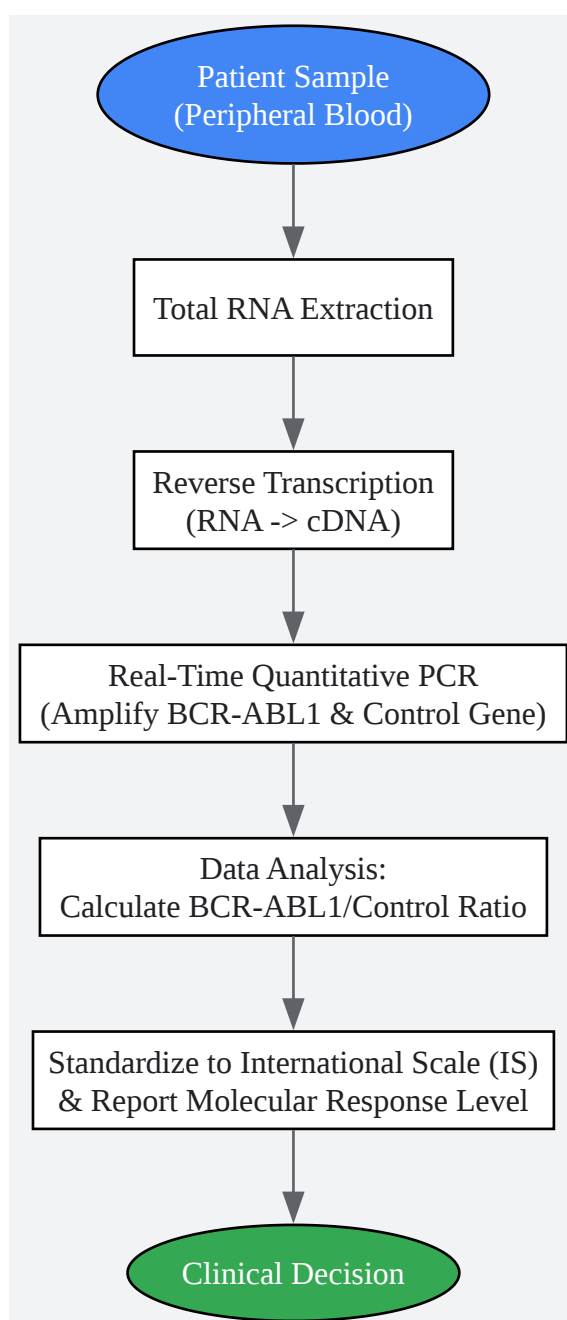 Patient Sample
(Peripheral Blood)
Total RNA Extraction
Reverse Transcription
(RNA -> cDNA)
Real-Time Quantitative PCR
(Amplify BCR-ABL1 & Control Gene)
Data Analysis:
Calculate BCR-ABL1/Control Ratio
Standardize to International Scale (IS)
& Report Molecular Response Level
Clinical Decision